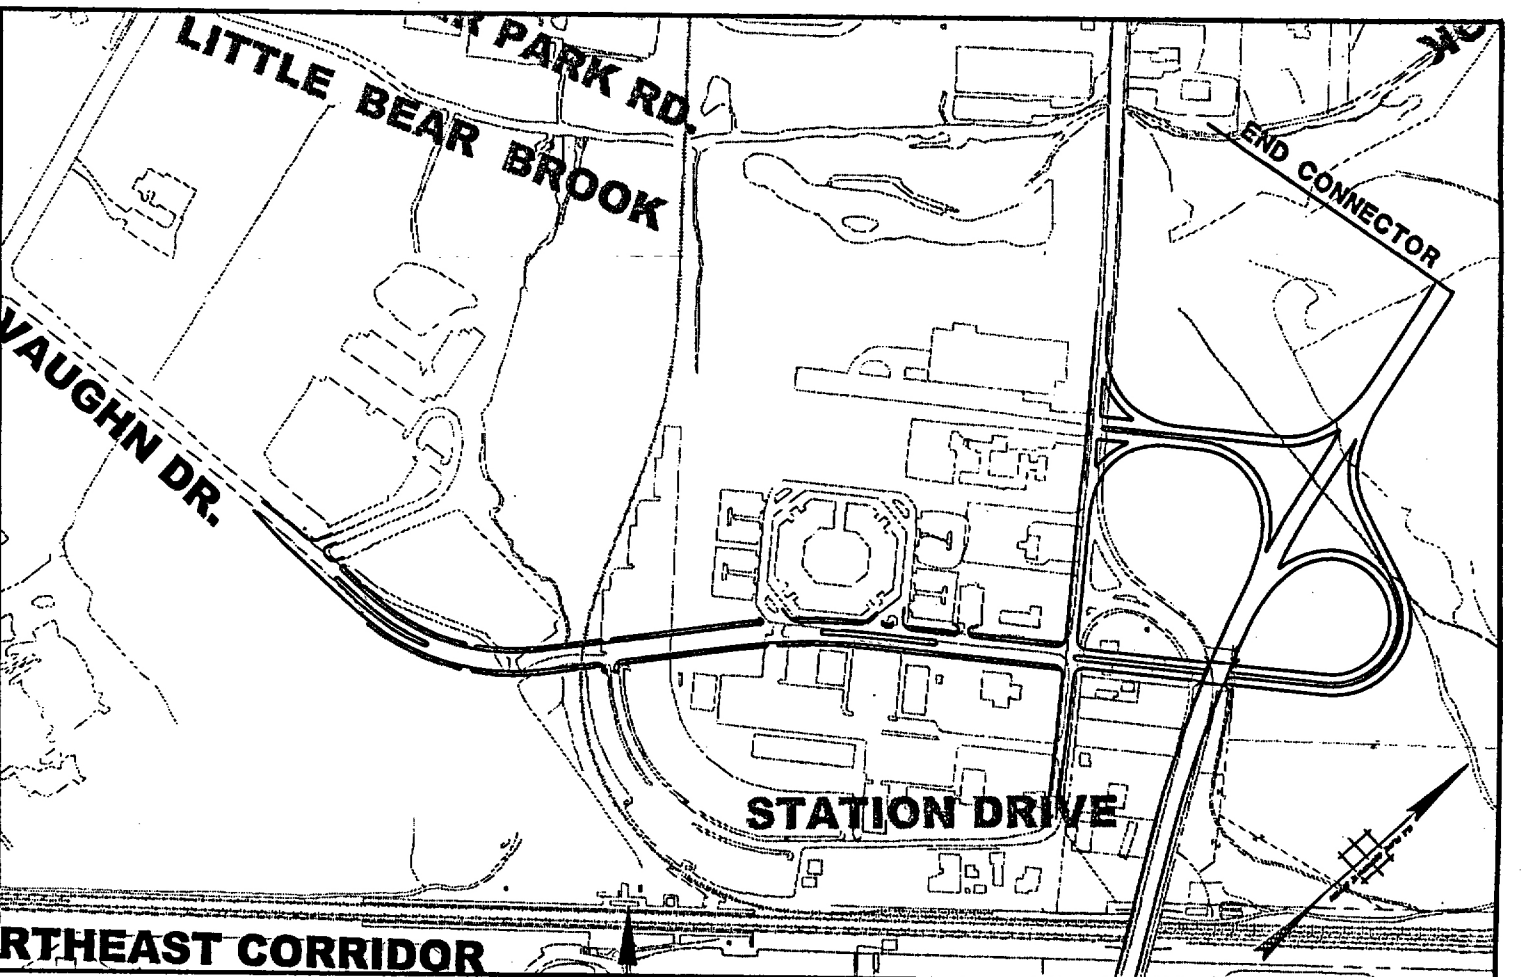 PARK RD.
LITTLE BEAR BROOK
END CONNECTOR
VAUGHN DR.
STATION DRIVE
RTHEAST CORRIDOR